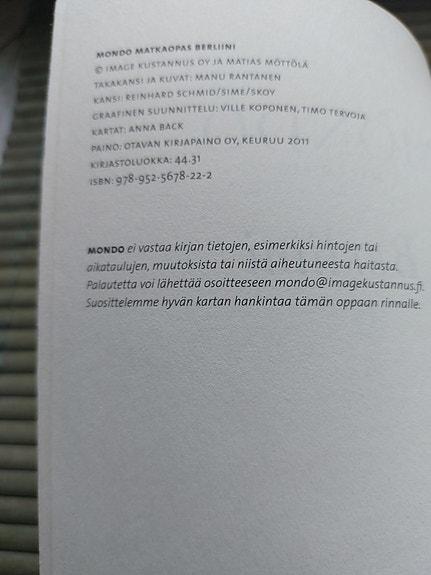 MONDO MATKAOPAS BERLIINI
© IMAGE KUSTANNUS OY JA MATIAS MÖTTÖLÄ
TAKAKANSI JA KUVAT: MANU RANTANEN
KANSI: REINHARD SCHMID/SIME/SKOY
GRAAFINEN SUUNNITTELU: VILLE KOPONEN, TIMO TERVOJA
KARTAT: ANNA BACK
PAINO: OTAVAN KIRJAPAINO OY, KEURUU 2011
KIRJASTOLUOKKA: 44.31
ISBN: 978-952-5678-22-2
MONDO ei vastaa kirjan tietojen, esimerkiksi hintojen tai
aikataulujen, muutoksista tai niistä aiheutuneesta haitasta.
Palautetta voi lähettää osoitteeseen mondo@imagekustannus.fi.
Suosittelemme hyvän kartan hankintaa tämän oppaan rinnalle.